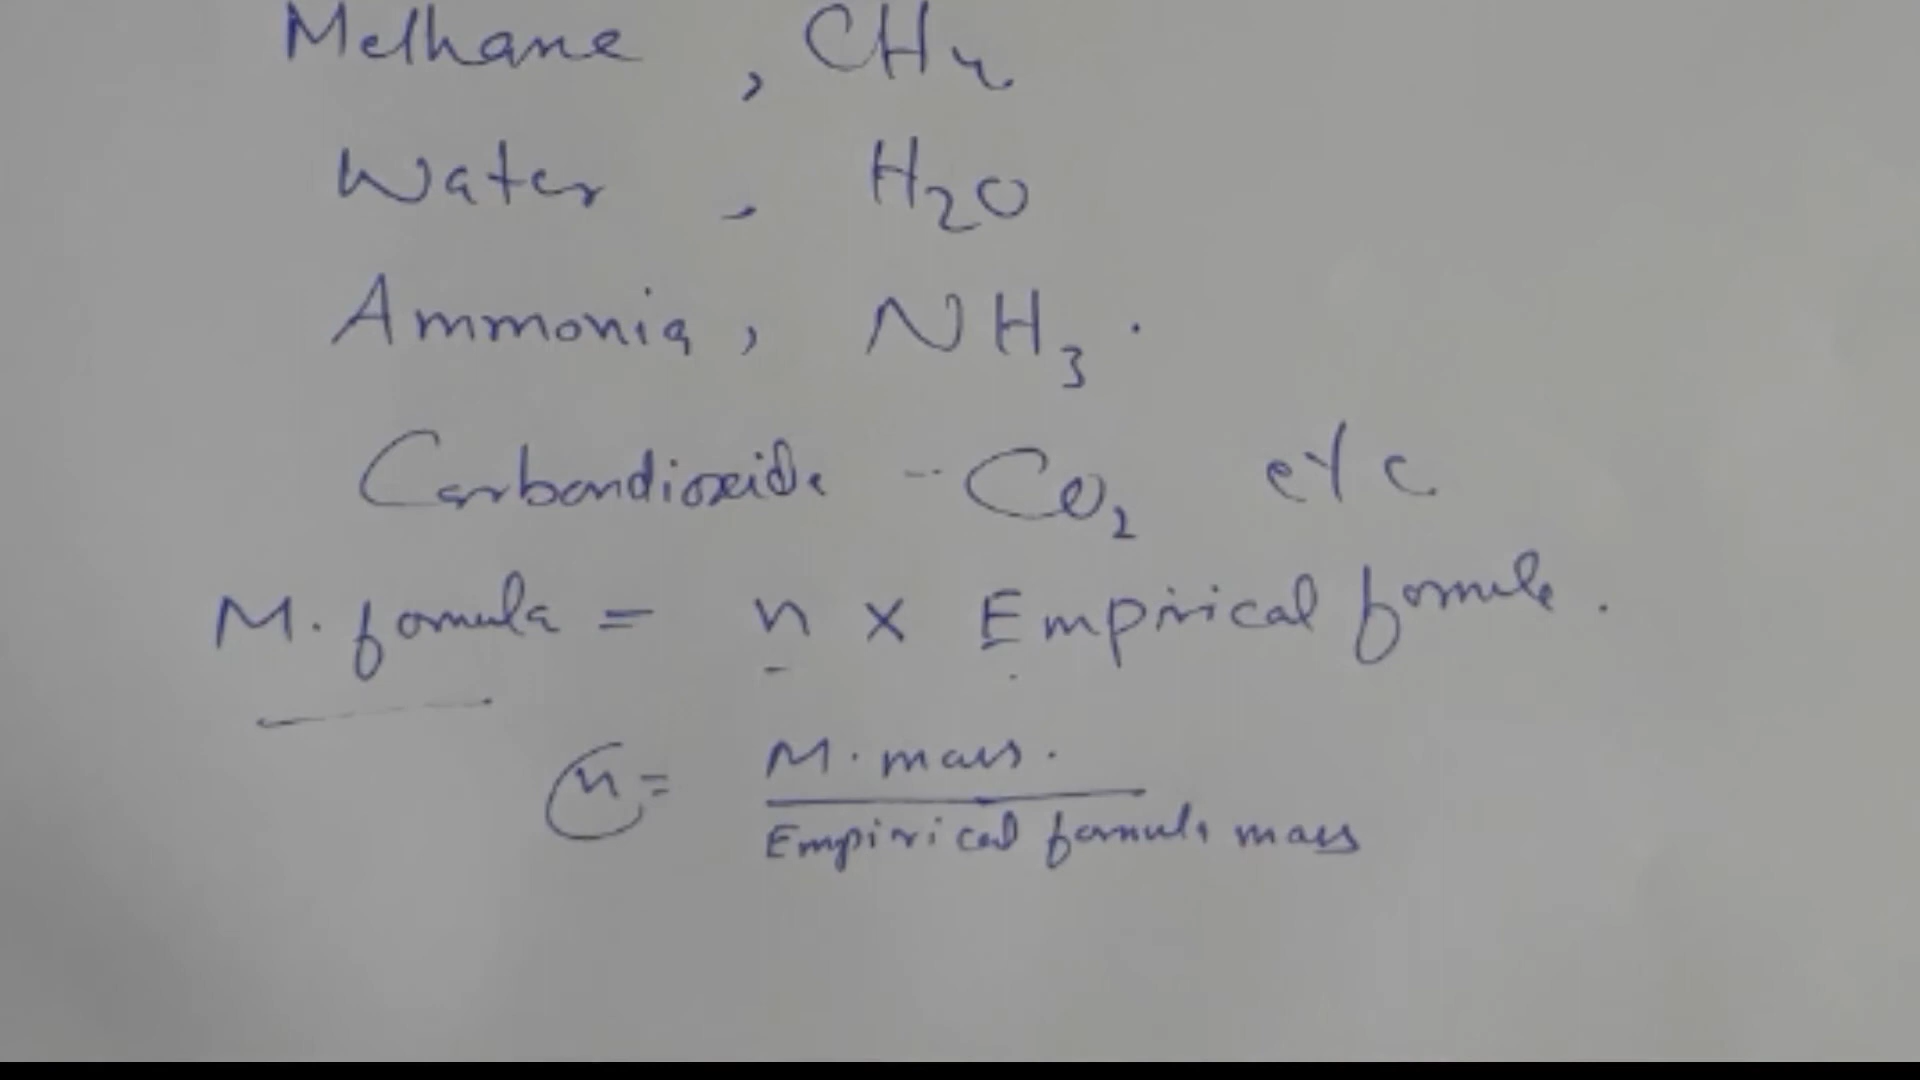 Methane , CH4
Water - H2O
Ammonia, NH3.
Carbondioxide - CO2 etc
M. formula = n x Empirical formula.
n = M. mass.
Empirical formula mass